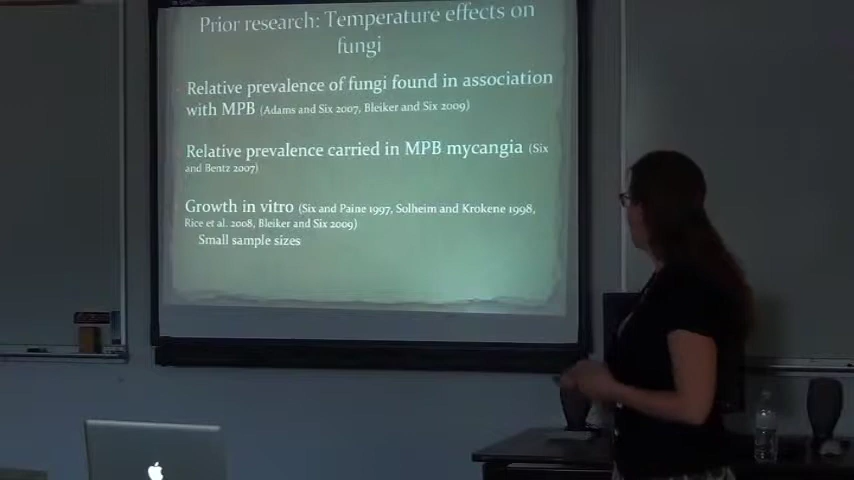 Prior research: Temperature effects on
fungi
Relative prevalence of fungi found in association
with MPB (Adams and Six 2007, Bleiker and Six 2009)
Relative prevalence carried in MPB mycangia (Six
and Bentz 2007)
Growth in vitro (Six and Paine 1997, Solheim and Krokene 1998,
Rice et al. 2008, Bleiker and Six 2009)
Small sample sizes